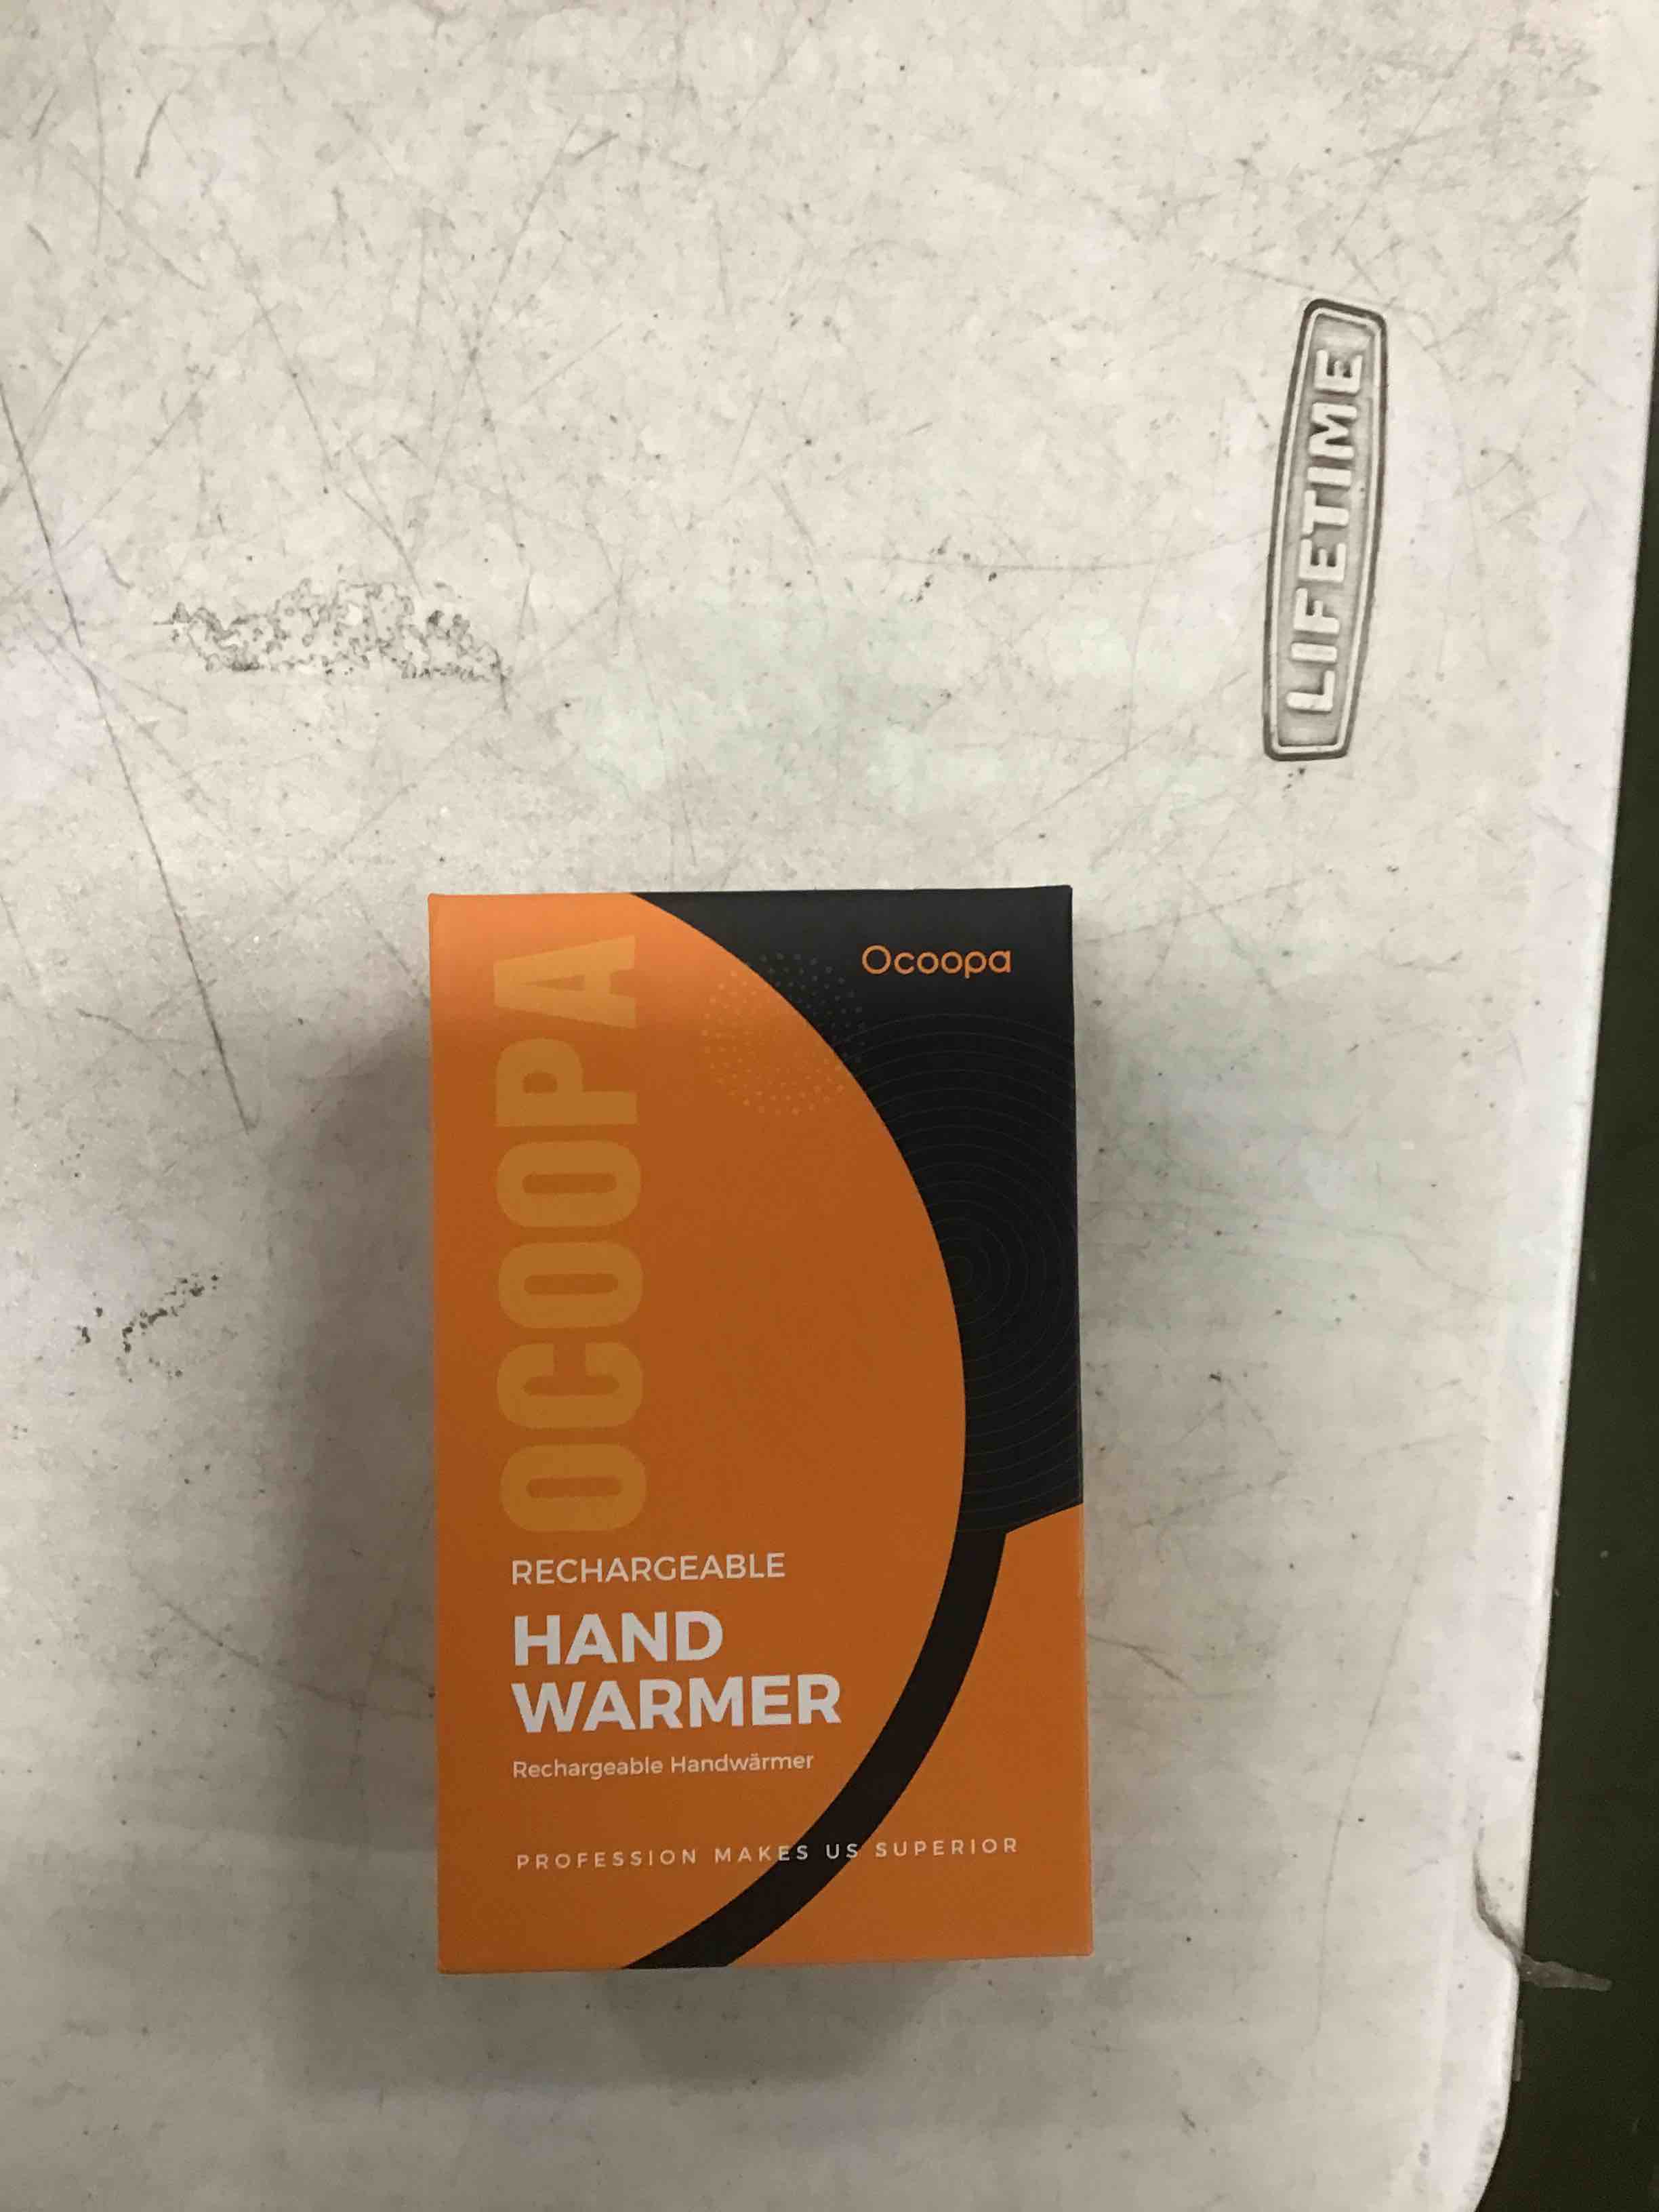 LIFETIME
Ocoopa
OCOOPA
RECHARGEABLE
HAND
WARMER
Rechargeable Handwärmer
PROFESSION MAKES US SUPERIOR